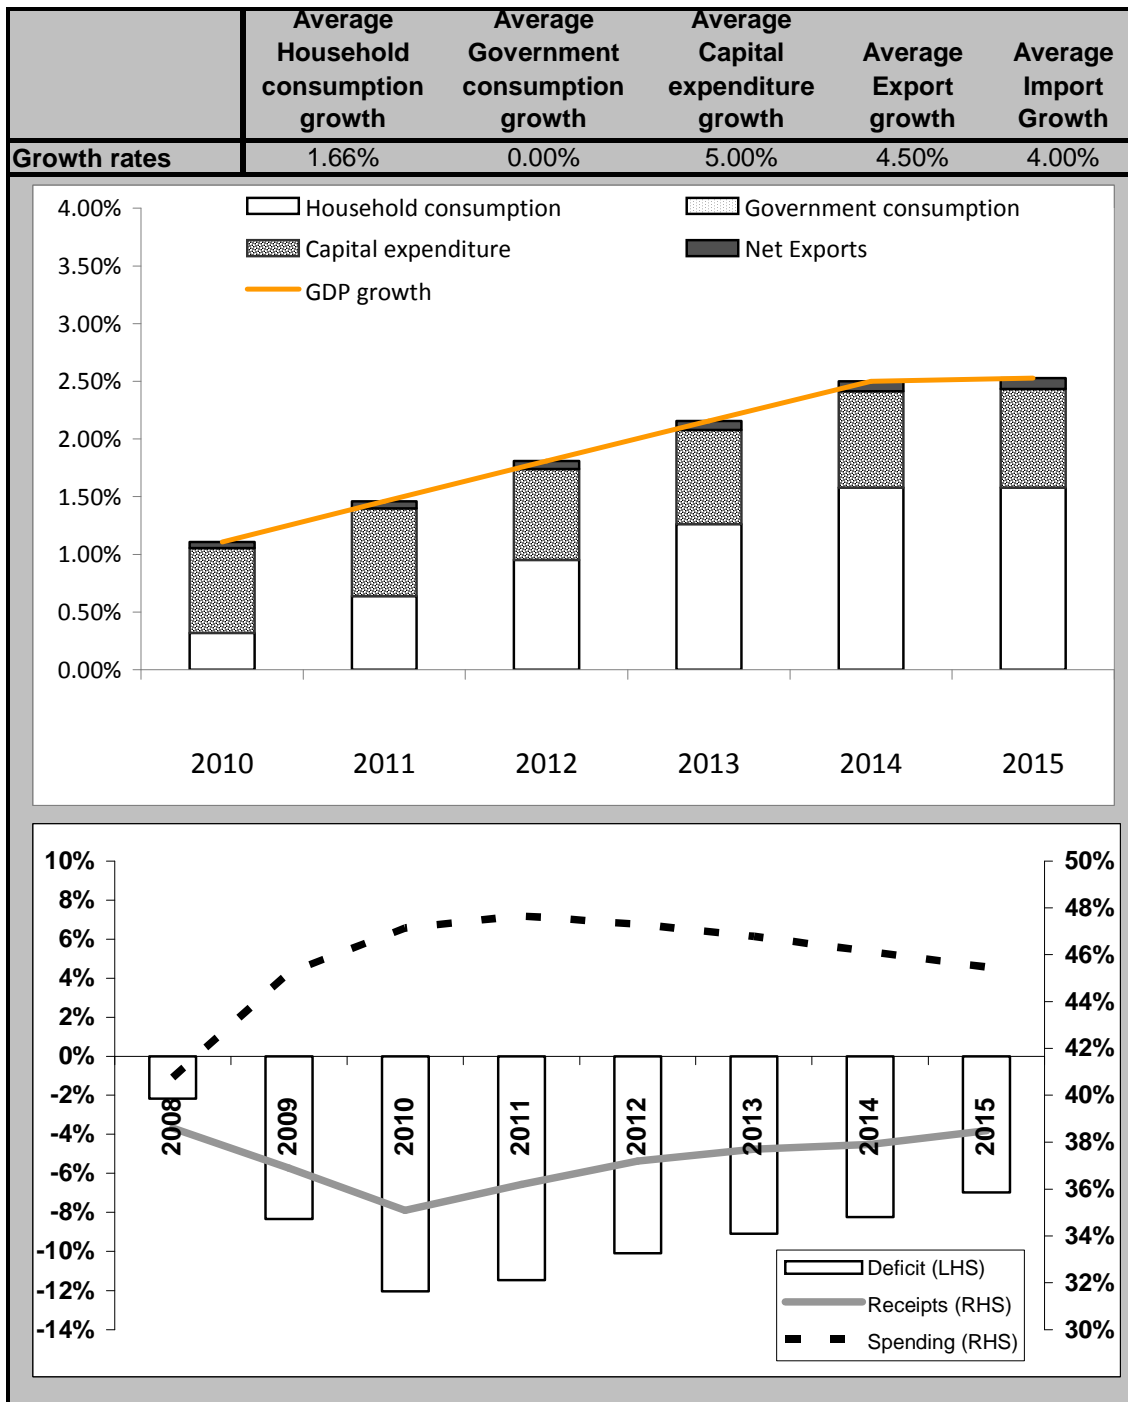 Average Household consumption growth
Average Government consumption growth
Average Capital expenditure growth
Average Export growth
Average Import Growth
Growth rates 1.66% 0.00% 5.00% 4.50% 4.00%
Household consumption
Government consumption
Capital expenditure
Net Exports
GDP growth
4.00%
3.50%
3.00%
2.50%
2.00%
1.50%
1.00%
0.50%
0.00%
2010 2011 2012 2013 2014 2015
10%
8%
6%
4%
2%
0%
-2%
-4%
-6%
-8%
-10%
-12%
-14%
2008 2009 2010 2011 2012 2013 2014 2015
50%
48%
46%
44%
42%
40%
38%
36%
34%
32%
30%
Deficit (LHS)
Receipts (RHS)
Spending (RHS)